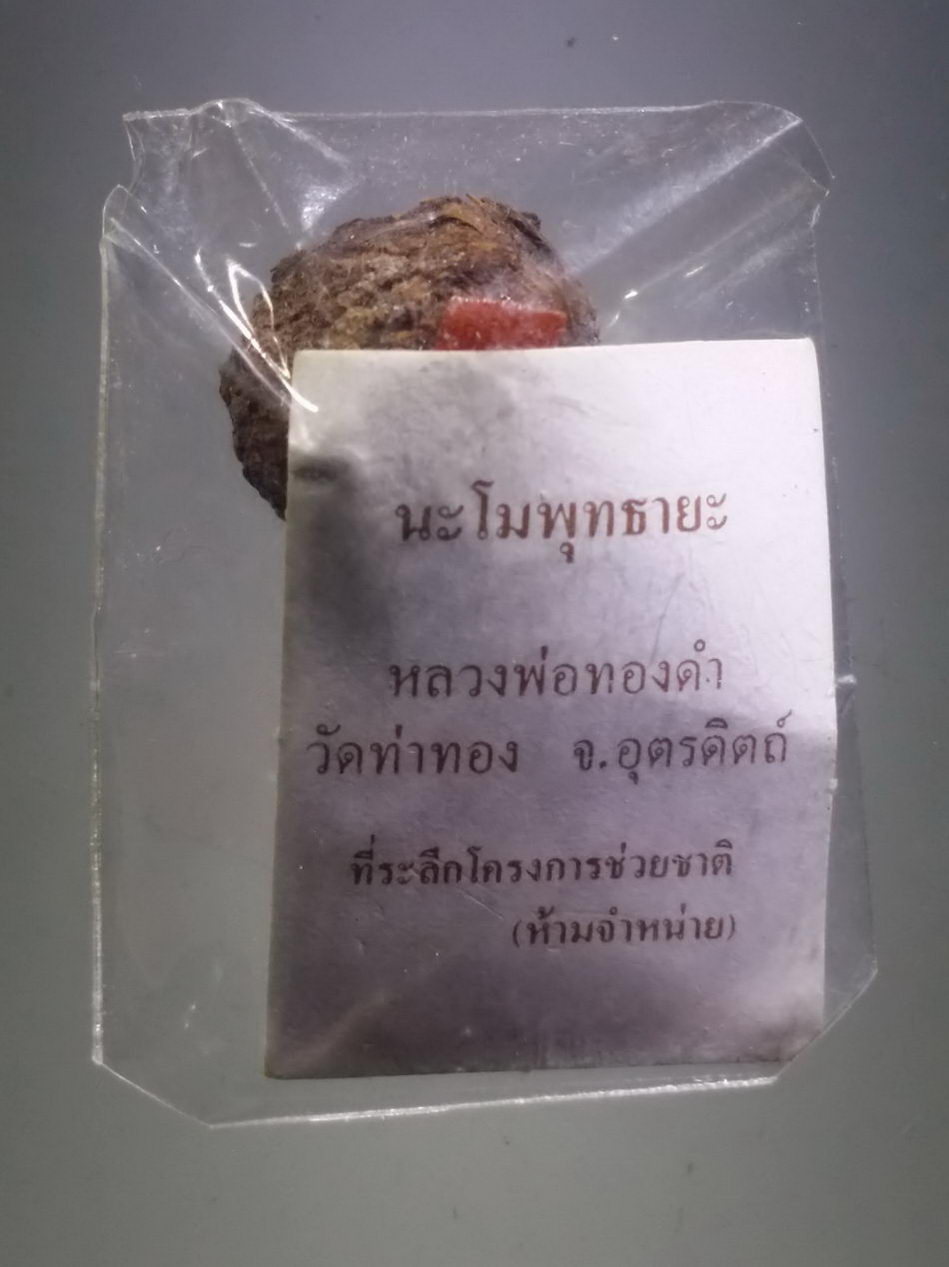 นะโมพุทธายะ
หลวงพ่อทองดำ
วัดท่าทอง จ.อุตรดิตถ์
ที่ระลึกโครงการช่วยชาติ
(ห้ามจำหน่าย)